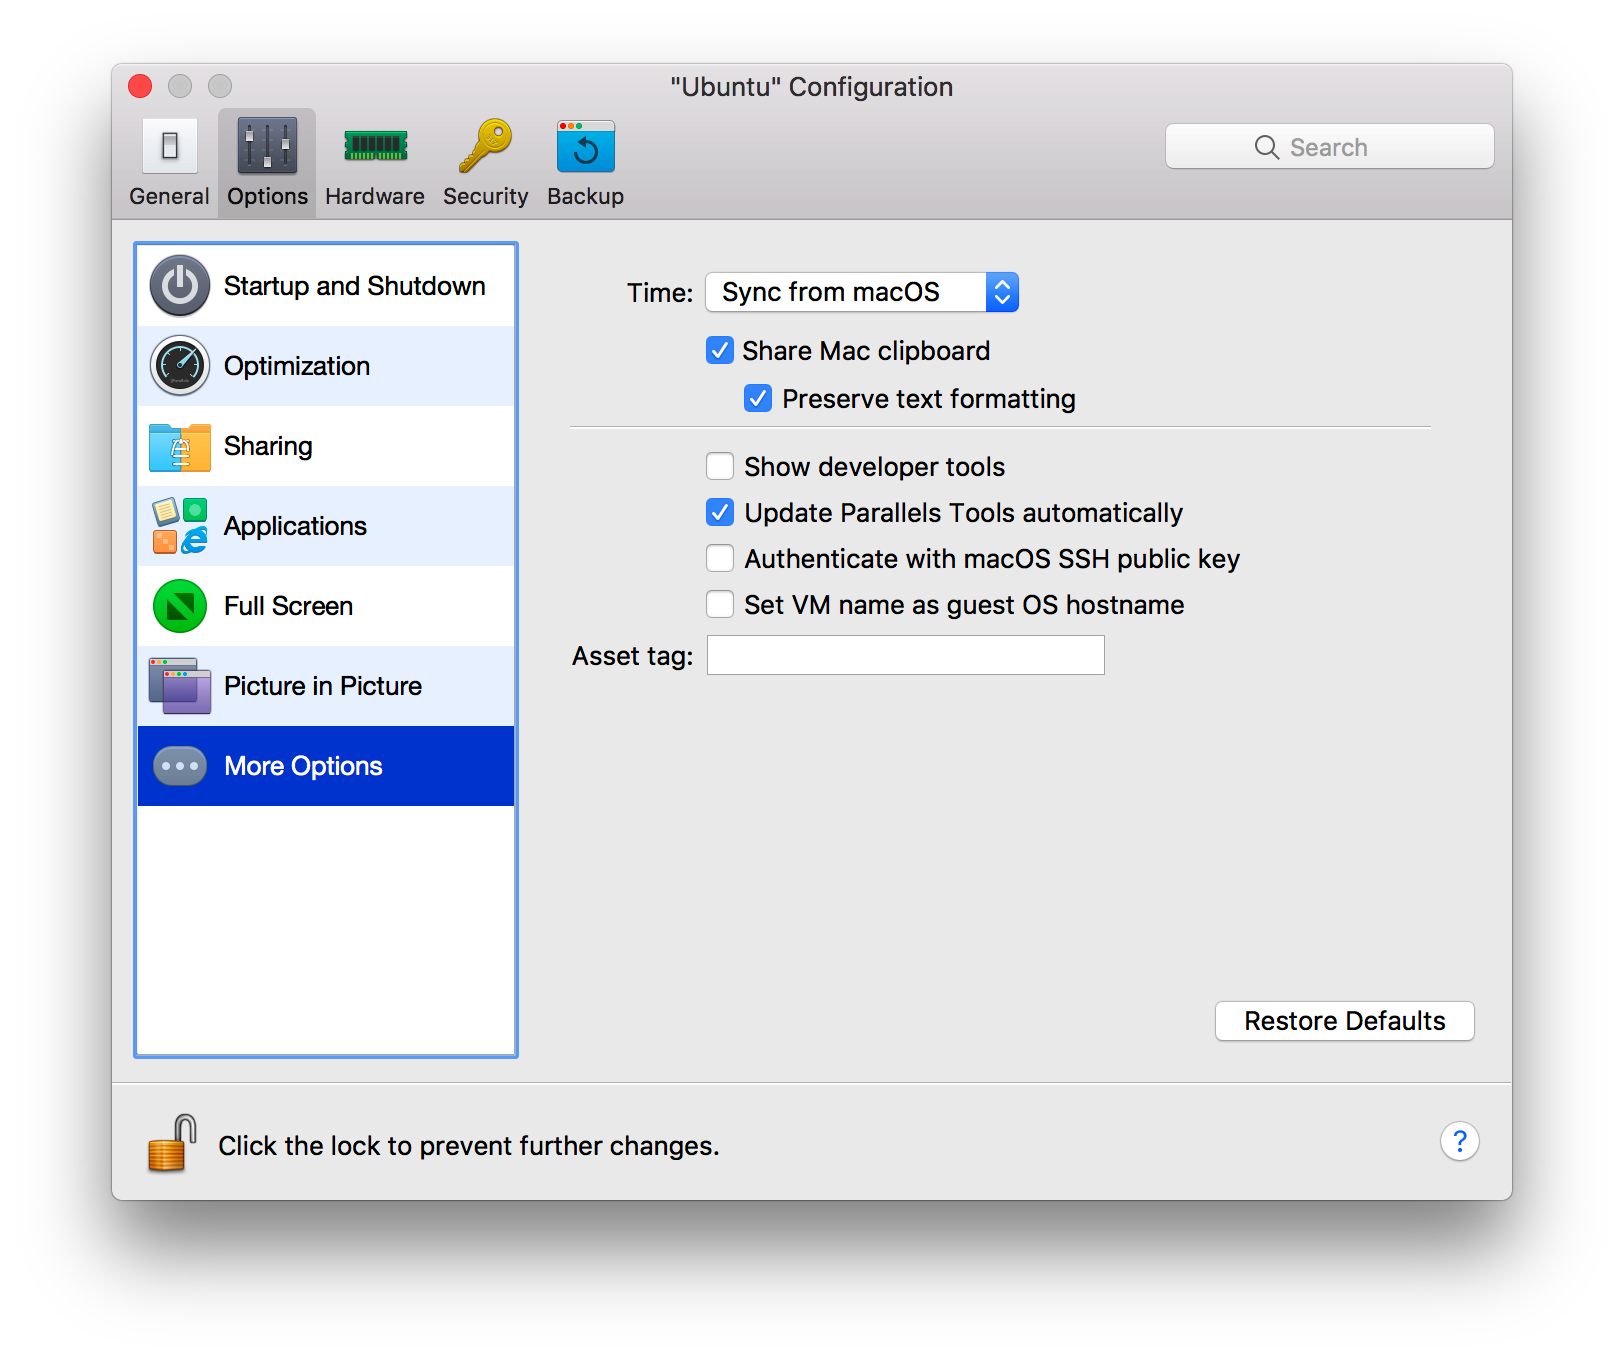 "Ubuntu" Configuration
General Options Hardware Security Backup
Search
Startup and Shutdown
Optimization
Sharing
Applications
Full Screen
Picture in Picture
More Options
Time: Sync from macOS
Share Mac clipboard
Preserve text formatting
Show developer tools
Update Parallels Tools automatically
Authenticate with macOS SSH public key
Set VM name as guest OS hostname
Asset tag:
Restore Defaults
Click the lock to prevent further changes.
?